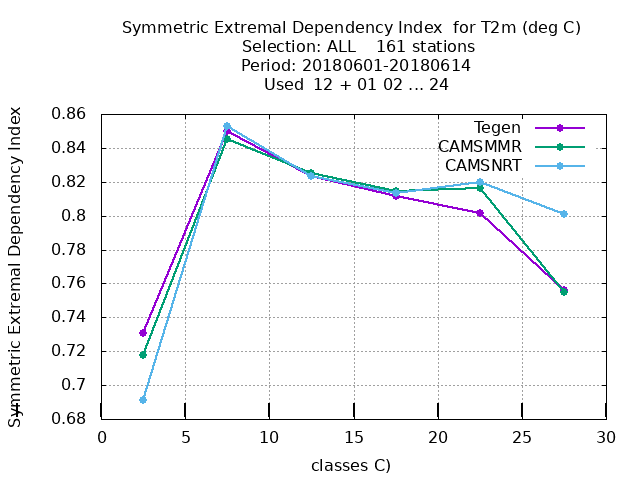 Symmetric Extremal Dependency Index  for T2m (deg C)
Selection: ALL    161 stations
Period: 20180601-20180614
Used  12 + 01 02 ... 24
Symmetric Extremal Dependency Index
0.86
0.84
0.82
0.8
0.78
0.76
0.74
0.72
0.7
0.68
Tegen
CAMSMMR
CAMSNRT
0 5 10 15 20 25 30
classes C)